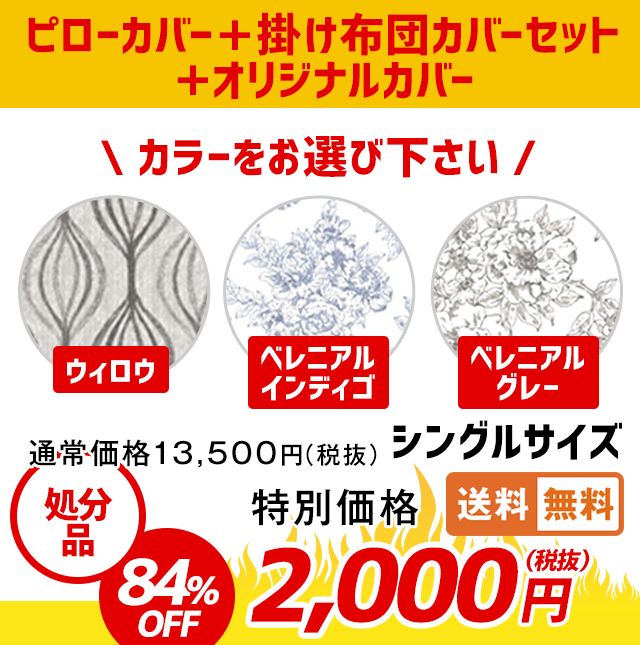 ピローカバー＋掛け布団カバーセット
＋オリジナルカバー
\ カラーをお選び下さい /
ウィロウ
ベレニアル
インディゴ
ベレニアル
グレー
通常価格13,500円(税抜)
シングルサイズ
処分
品
特別価格
送料 無料
84%
OFF
2,000円
(税抜)